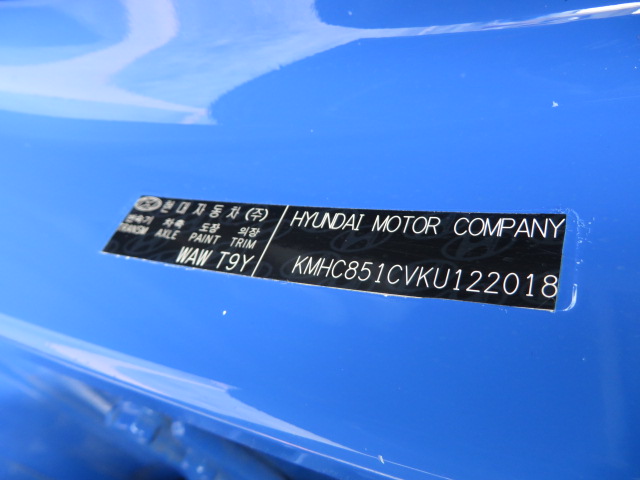 현대자동차(주)
변속기 차축 도장 의장
TRANSM AXLE PAINT TRIM
WAW T9Y
HYUNDAI MOTOR COMPANY
KMHC851CVKU122018